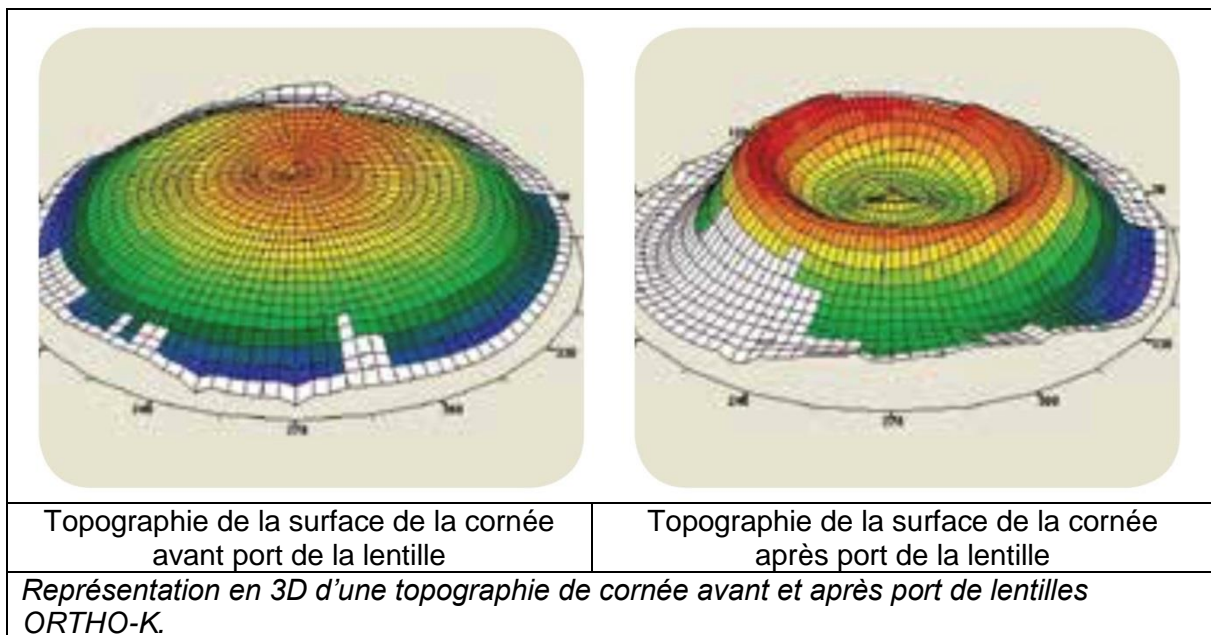 Topographie de la surface de la cornée
avant port de la lentille
Topographie de la surface de la cornée
après port de la lentille
Représentation en 3D d'une topographie de cornée avant et après port de lentilles
ORTHO-K.